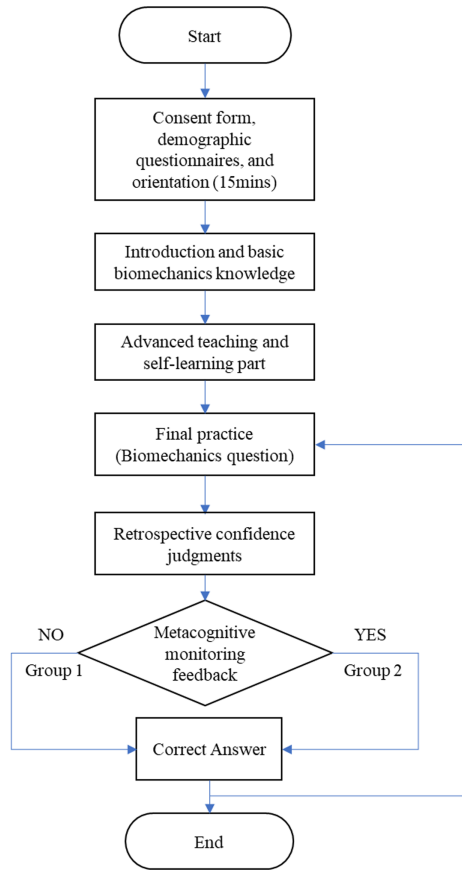 Start
Consent form,
demographic
questionnaires, and
orientation (15mins)
Introduction and basic
biomechanics knowledge
Advanced teaching and
self-learning part
Final practice
(Biomechanics question)
Retrospective confidence
judgments
NO
Metacognitive
monitoring
feedback
YES
Group 1
Group 2
Correct Answer
End